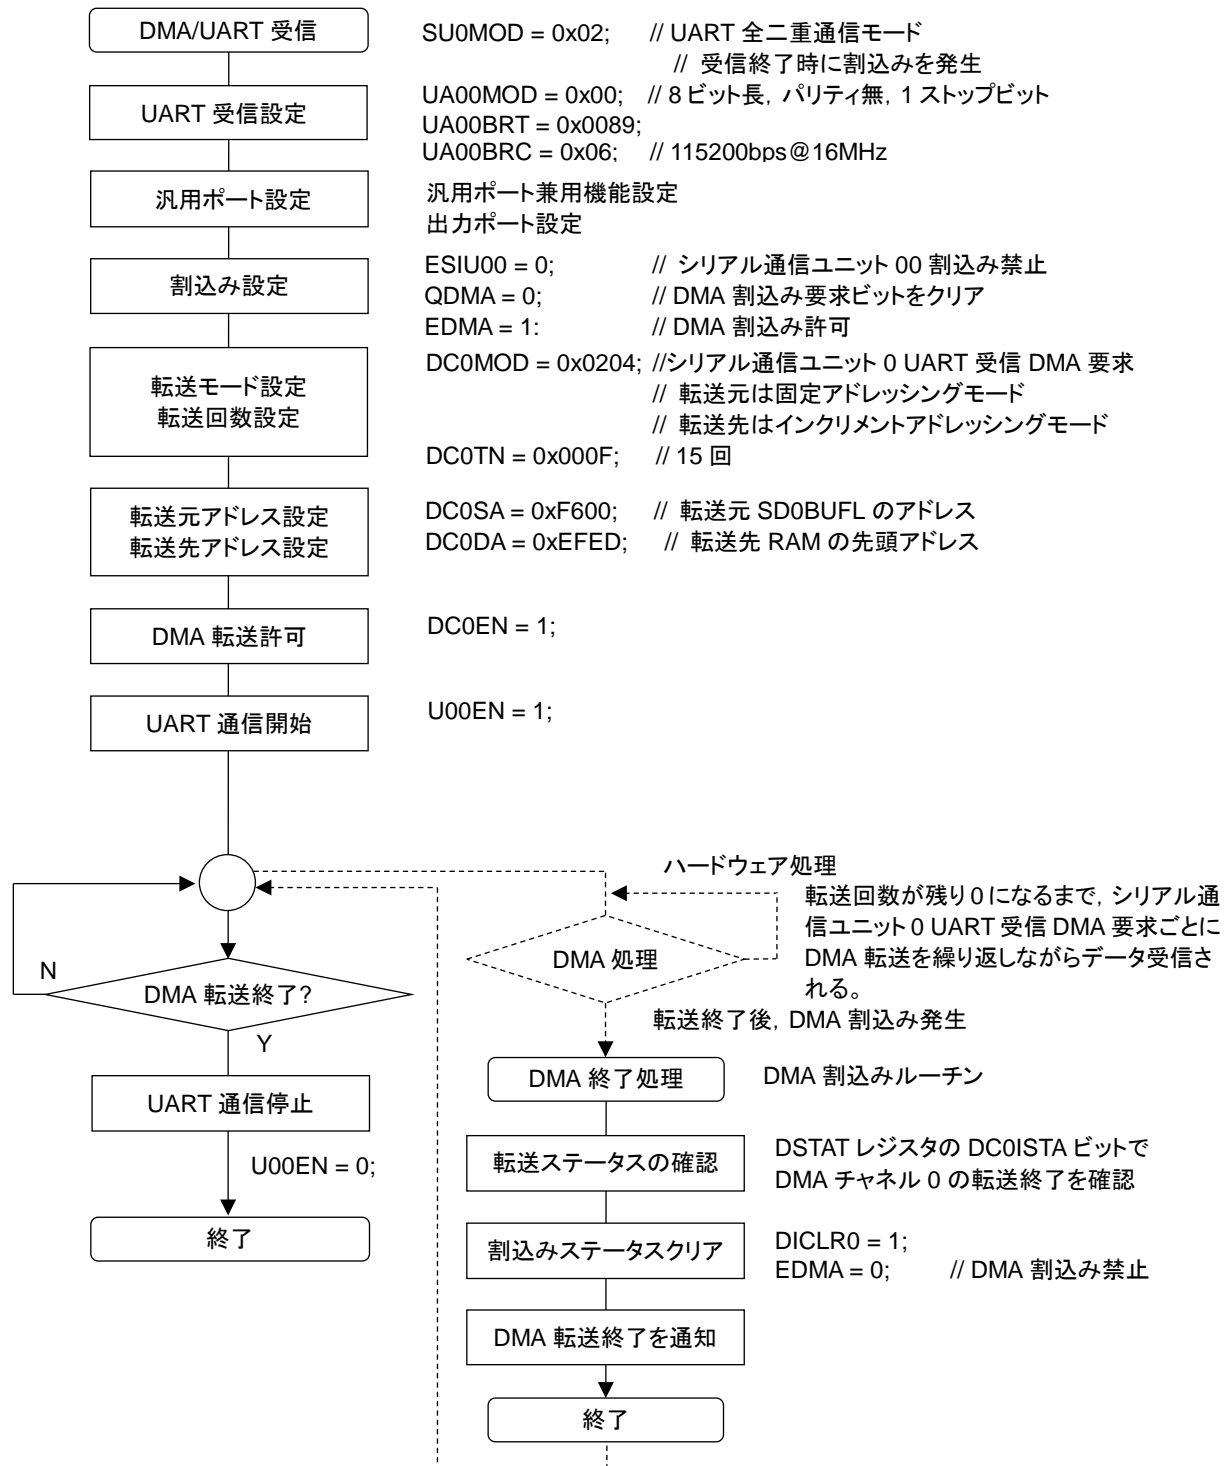 DMA/UART 受信
SU0MOD = 0x02; // UART 全二重通信モード
// 受信終了時に割込みを発生
UART 受信設定
UA00MOD = 0x00; // 8 ビット長, パリティ無, 1 ストップビット
UA00BRT = 0x0089;
UA00BRC = 0x06; // 115200bps@16MHz
汎用ポート設定
汎用ポート兼用機能設定
出力ポート設定
割込み設定
ESIU00 = 0; // シリアル通信ユニット 00 割込み禁止
QDMA = 0; // DMA 割込み要求ビットをクリア
EDMA = 1: // DMA 割込み許可
転送モード設定
転送回数設定
DC0MOD = 0x0204; //シリアル通信ユニット 0 UART 受信 DMA 要求
// 転送元は固定アドレッシングモード
// 転送先はインクリメントアドレッシングモード
DC0TN = 0x000F; // 15 回
転送元アドレス設定
転送先アドレス設定
DC0SA = 0xF600; // 転送元 SD0BUFL のアドレス
DC0DA = 0xEFED; // 転送先 RAM の先頭アドレス
DMA 転送許可
DC0EN = 1;
UART 通信開始
U00EN = 1;
ハードウェア処理
転送回数が残り 0 になるまで, シリアル通
信ユニット 0 UART 受信 DMA 要求ごとに
DMA 転送を繰り返しながらデータ受信さ
れる。
DMA 処理
N
DMA 転送終了?
Y
転送終了後, DMA 割込み発生
DMA 終了処理
DMA 割込みルーチン
UART 通信停止
U00EN = 0;
終了
転送ステータスの確認
DSTAT レジスタの DC0ISTA ビットで
DMA チャネル 0 の転送終了を確認
割込みステータスクリア
DICLR0 = 1;
EDMA = 0; // DMA 割込み禁止
DMA 転送終了を通知
終了